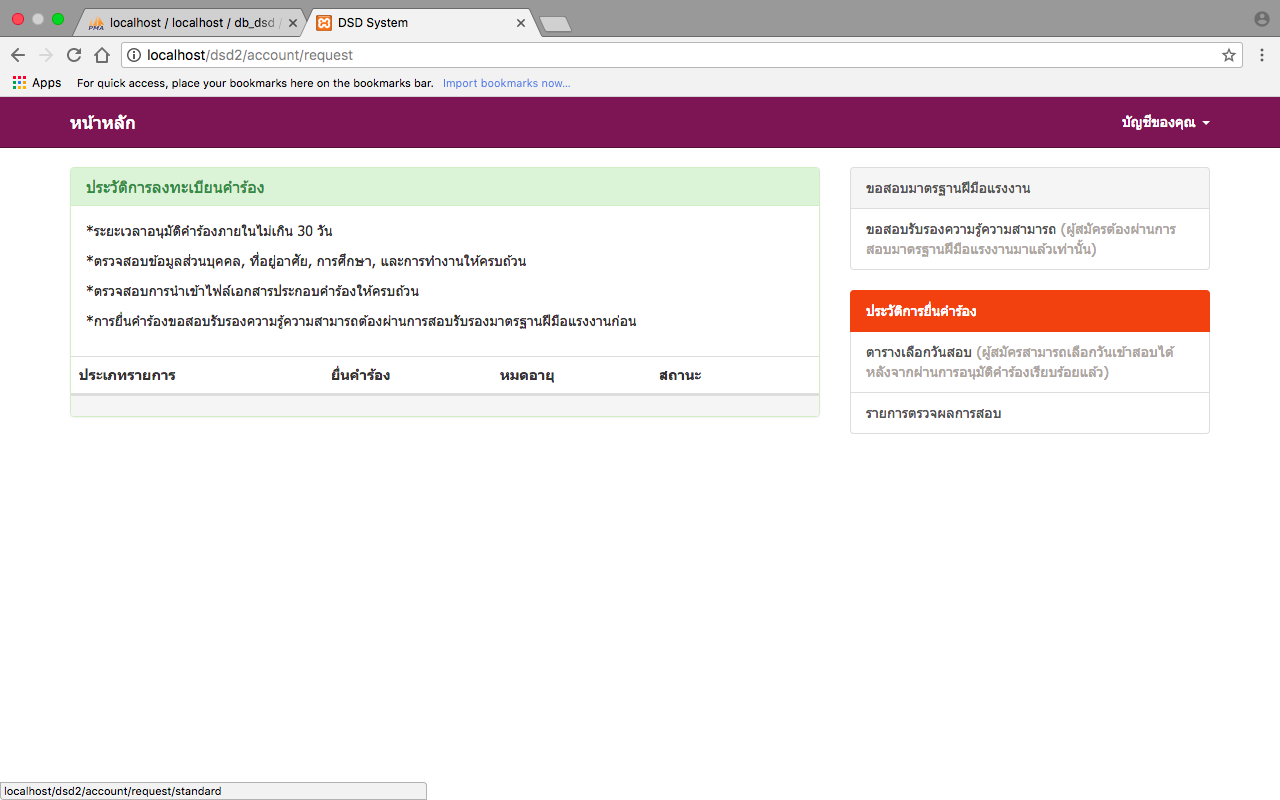 localhost / localhost / db_dsd /
DSD System
localhost/dsd2/account/request
Apps
For quick access, place your bookmarks here on the bookmarks bar. Import bookmarks now...
หน้าหลัก
บัญชีของคุณ
ประวัติการลงทะเบียนคำร้อง
*ระยะเวลาอนุมัติคำร้องภายในไม่เกิน 30 วัน
*ตรวจสอบข้อมูลส่วนบุคคล, ที่อยู่อาศัย, การศึกษา, และการทำงานให้ครบถ้วน
*ตรวจสอบการนำเข้าไฟล์เอกสารประกอบคำร้องให้ครบถ้วน
*การยื่นคำร้องขอสอบรับรองความรู้ความสามารถต้องผ่านการสอบรับรองมาตรฐานฝีมือแรงงานก่อน
ประเภทรายการ ยื่นคำร้อง หมดอายุ สถานะ
ขอสอบมาตรฐานฝีมือแรงงาน
ขอสอบรับรองความรู้ความสามารถ (ผู้สมัครต้องผ่านการ
สอบมาตรฐานฝีมือแรงงานมาแล้วเท่านั้น)
ประวัติการยื่นคำร้อง
ตารางเลือกวันสอบ (ผู้สมัครสามารถเลือกวันเข้าสอบได้
หลังจากผ่านการอนุมัติคำร้องเรียบร้อยแล้ว)
รายการตรวจผลการสอบ
localhost/dsd2/account/request/standard